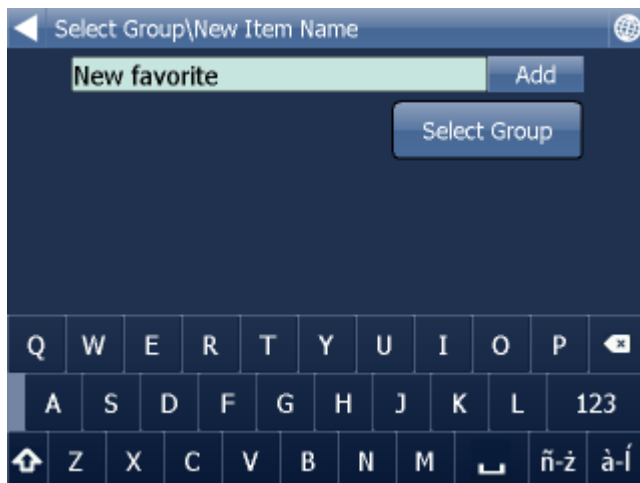 Select Group\New Item Name
New favorite Add
Select Group
Q W E R T Y U I O P
A S D F G H J K L 123
Z X C V B N M ñ-ż à-Í